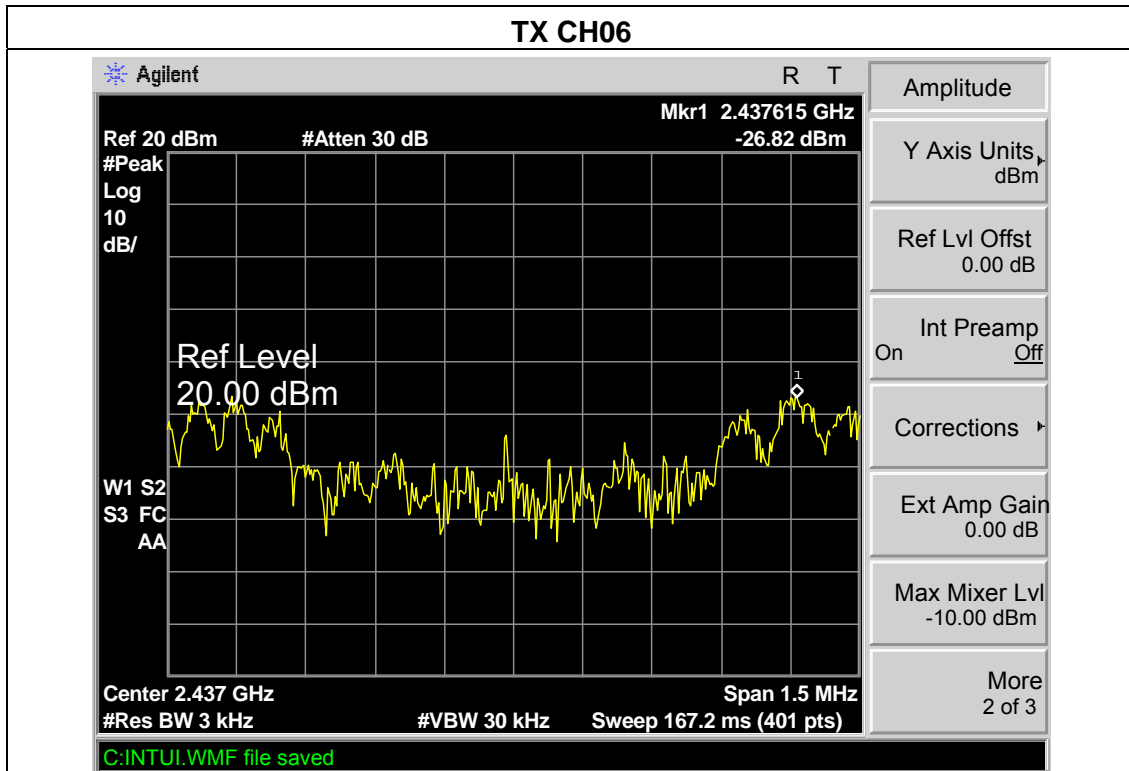 TX CH06
Agilent R T
Mkr1 2.437615 GHz
Ref 20 dBm #Atten 30 dB -26.82 dBm
#Peak
Log
10
dB/
Ref Level
20.00 dBm
1
W1 S2
S3 FC
AA
Center 2.437 GHz Span 1.5 MHz
#Res BW 3 kHz #VBW 30 kHz Sweep 167.2 ms (401 pts)
C:INTUI.WMF file saved
Amplitude
Y Axis Units
dBm
Ref Lvl Offst
0.00 dB
Int Preamp
On Off
Corrections
Ext Amp Gain
0.00 dB
Max Mixer Lvl
-10.00 dBm
More
2 of 3